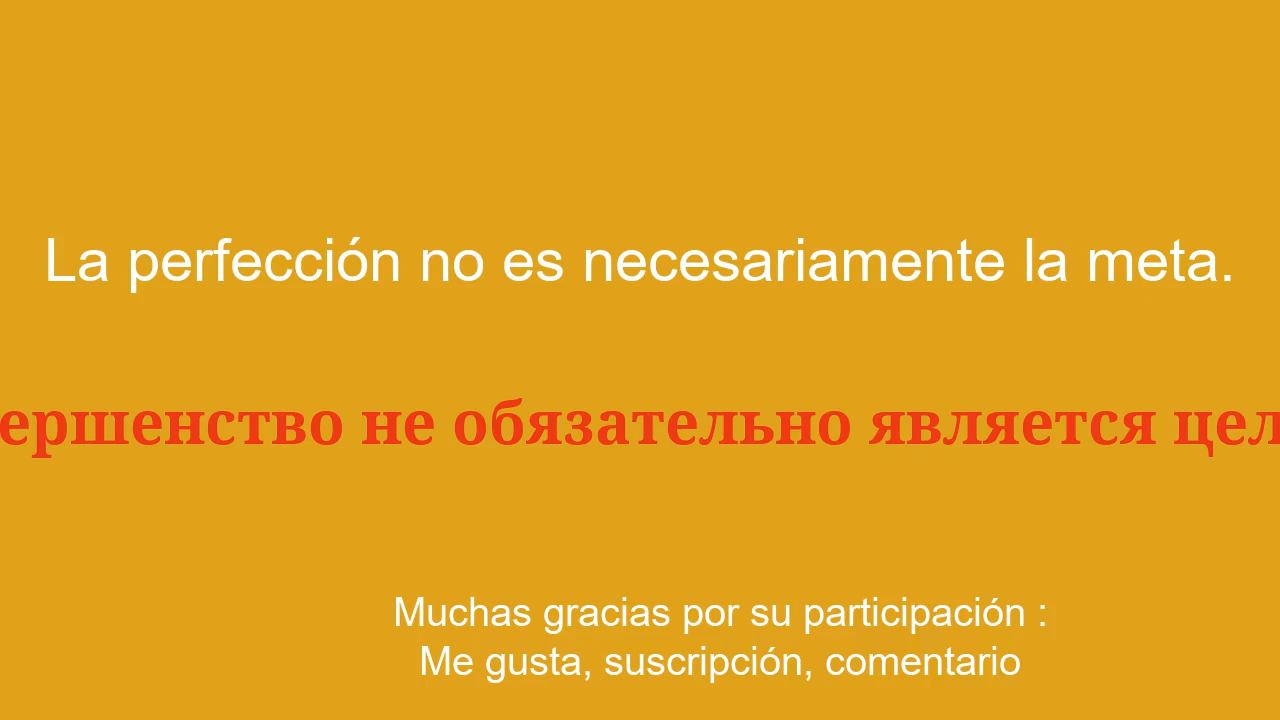 La perfección no es necesariamente la meta.
ершенство не обязательно является цел
Muchas gracias por su participación :
Me gusta, suscripción, comentario